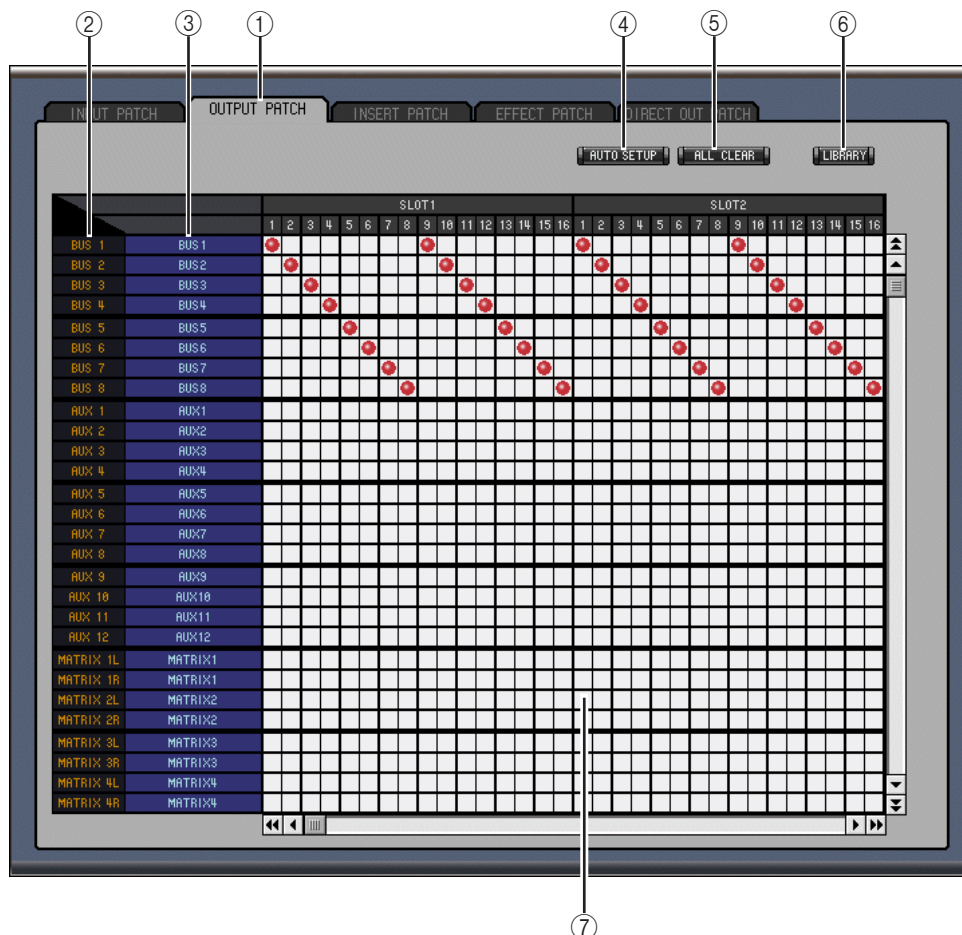 ② ③ ① ④ ⑤ ⑥
INPUT PATCH OUTPUT PATCH INSERT PATCH EFFECT PATCH DIRECT OUT PATCH
AUTO SETUP ALL CLEAR LIBRARY
SLOT1 SLOT2
1 2 3 4 5 6 7 8 9 10 11 12 13 14 15 16 1 2 3 4 5 6 7 8 9 10 11 12 13 14 15 16
BUS 1 BUS1
BUS 2 BUS2
BUS 3 BUS3
BUS 4 BUS4
BUS 5 BUS5
BUS 6 BUS6
BUS 7 BUS7
BUS 8 BUS8
AUX 1 AUX1
AUX 2 AUX2
AUX 3 AUX3
AUX 4 AUX4
AUX 5 AUX5
AUX 6 AUX6
AUX 7 AUX7
AUX 8 AUX8
AUX 9 AUX9
AUX 10 AUX10
AUX 11 AUX11
AUX 12 AUX12
MATRIX 1L MATRIX1
MATRIX 1R MATRIX1
MATRIX 2L MATRIX2
MATRIX 2R MATRIX2
MATRIX 3L MATRIX3
MATRIX 3R MATRIX3
MATRIX 4L MATRIX4
MATRIX 4R MATRIX4
⑦